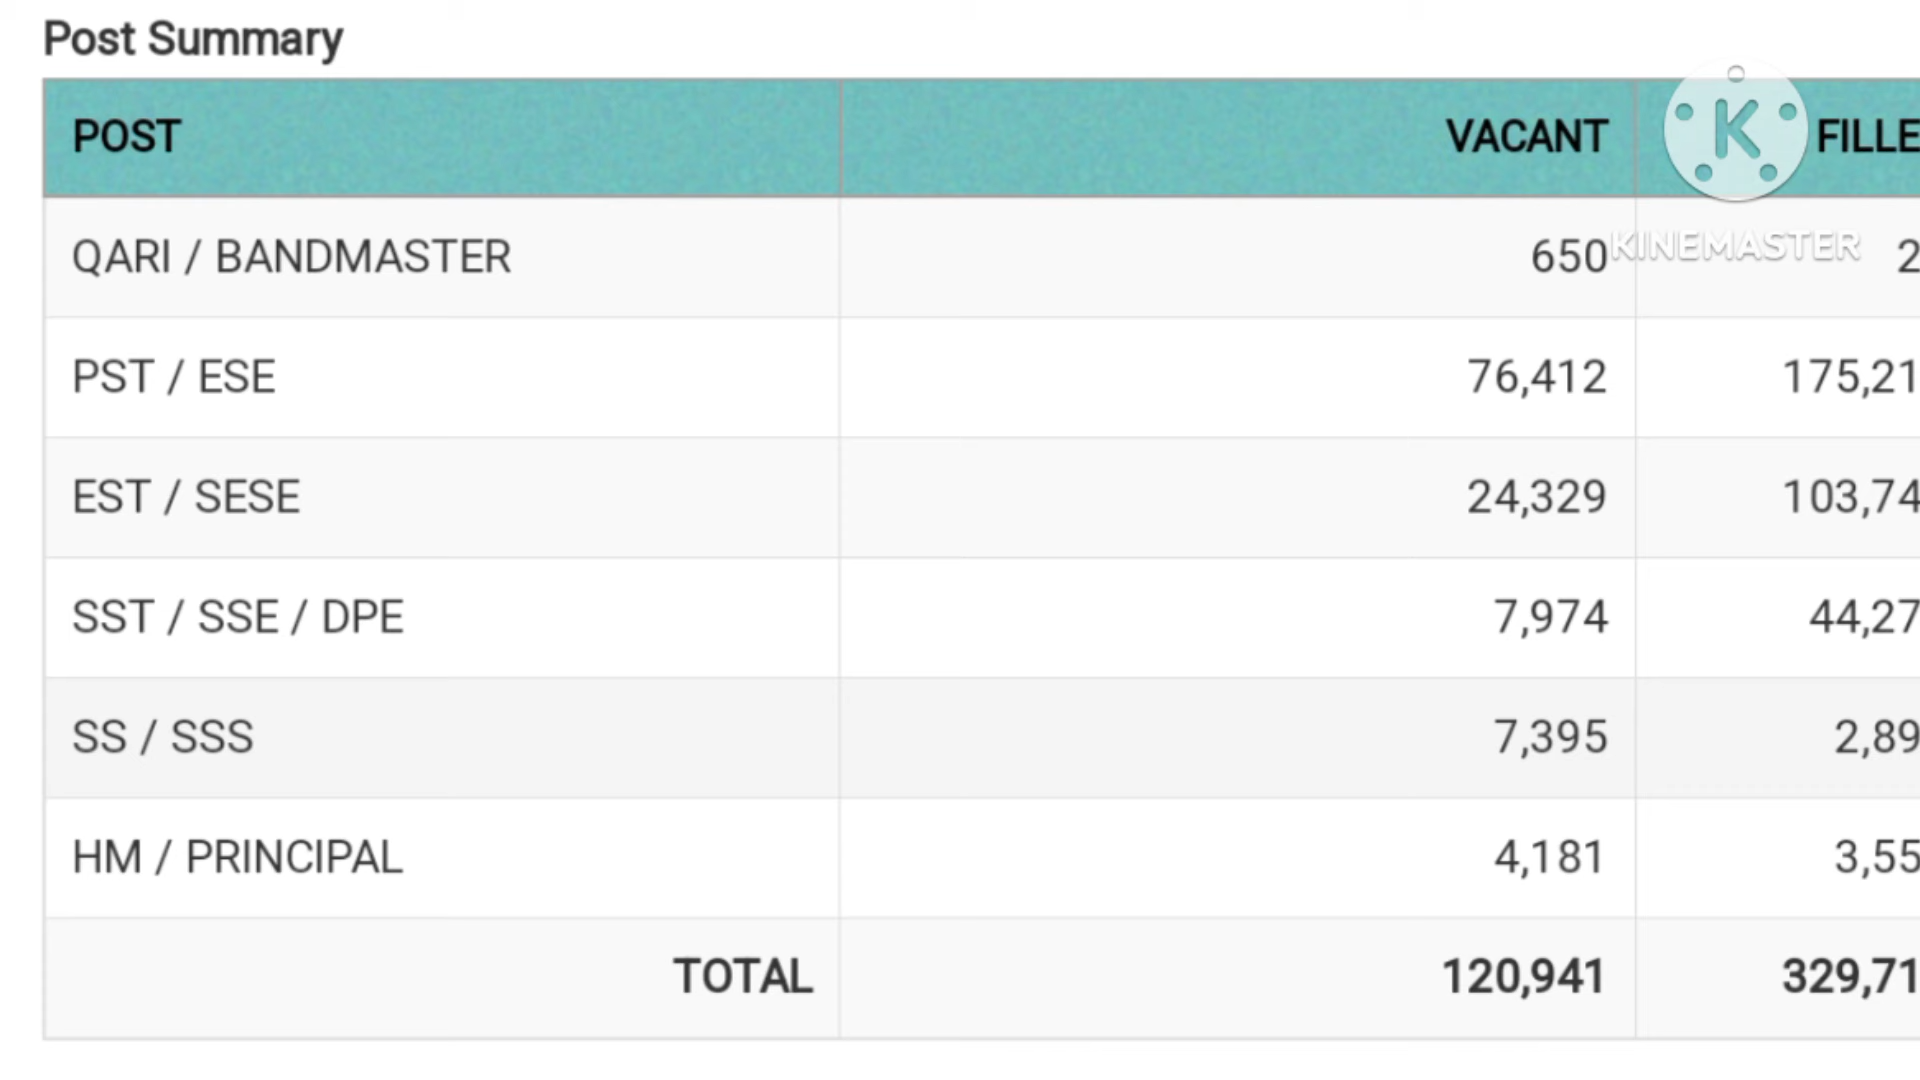 Post Summary
POST VACANT FILLE
QARI / BANDMASTER 650 2
PST / ESE 76,412 175,21
EST / SESE 24,329 103,74
SST / SSE / DPE 7,974 44,27
SS / SSS 7,395 2,89
HM / PRINCIPAL 4,181 3,55
TOTAL 120,941 329,71
K
KINEMASTER